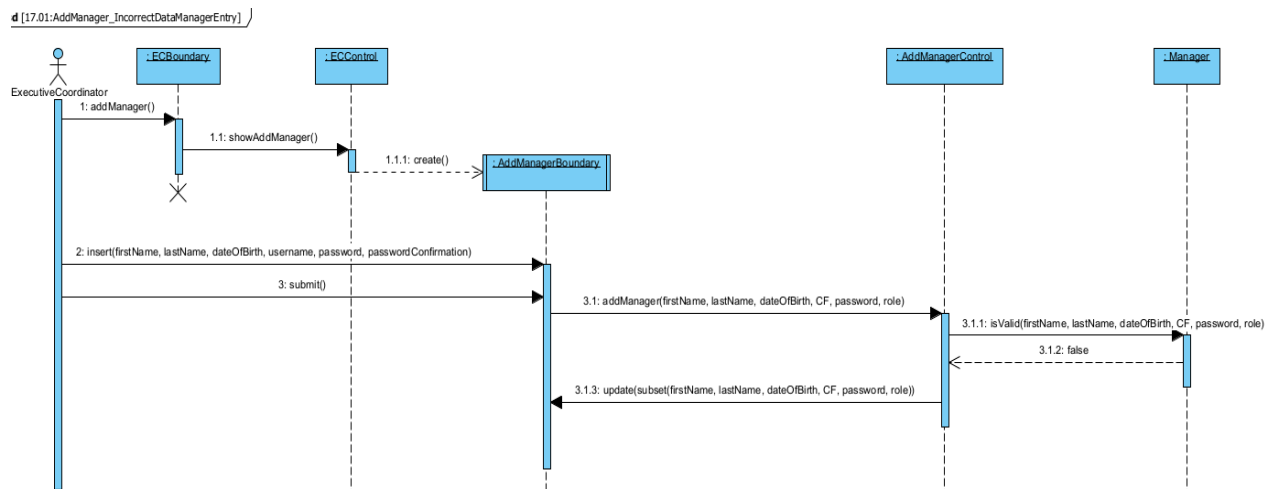 d [17.01:AddManager_IncorrectDataManagerEntry]
: ECBoundary
: ECControl
: AddManagerControl
: Manager
ExecutiveCoordinator
1: addManager()
1.1: showAddManager()
1.1.1: create()
: AddManagerBoundary
2: insert(firstName, lastName, dateOfBirth, username, password, passwordConfirmation)
3: submit()
3.1: addManager(firstName, lastName, dateOfBirth, CF, password, role)
3.1.1: isValid(firstName, lastName, dateOfBirth, CF, password, role)
3.1.2: false
3.1.3: update(subset(firstName, lastName, dateOfBirth, CF, password, role))